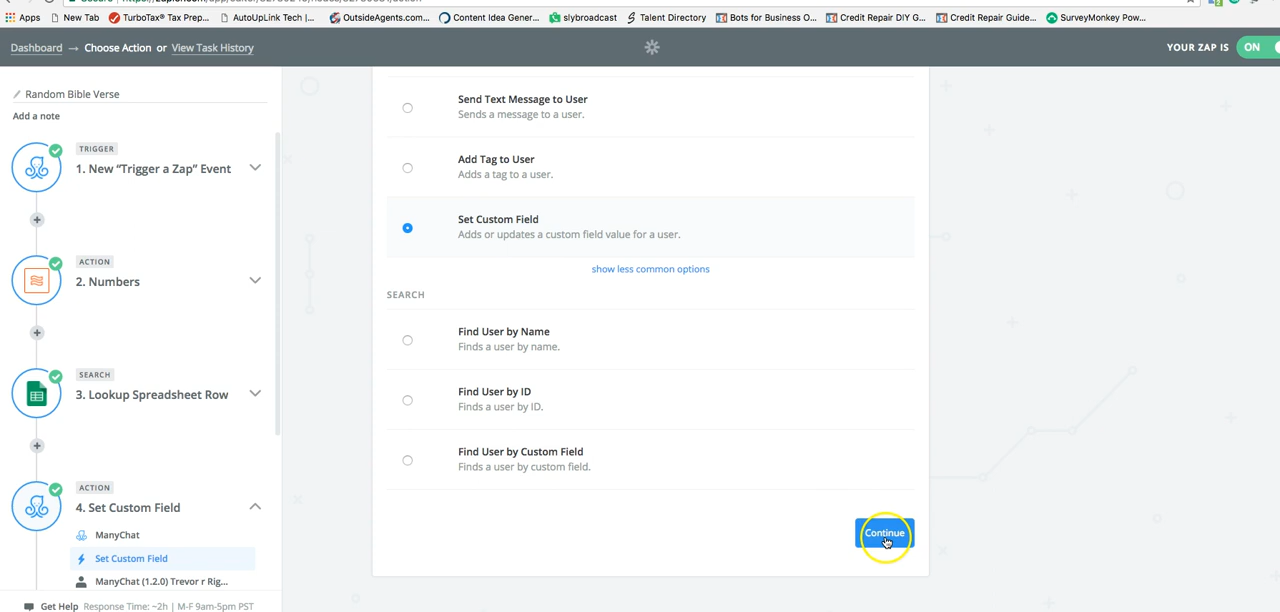 Apps New Tab TurboTax® Tax Prep... AutoUpLink Tech |... OutsideAgents.com... Content Idea Gener... slybroadcast Talent Directory Bots for Business O... Credit Repair DIY G... Credit Repair Guide... SurveyMonkey Pow...
Dashboard → Choose Action or View Task History
YOUR ZAP IS ON
Random Bible Verse
Add a note
TRIGGER
1. New “Trigger a Zap” Event
ACTION
2. Numbers
SEARCH
3. Lookup Spreadsheet Row
ACTION
4. Set Custom Field
ManyChat
Set Custom Field
ManyChat (1.2.0) Trevor r Rig...
Get Help Response Time: ~2h | M-F 9am-5pm PST
Send Text Message to User
Sends a message to a user.
Add Tag to User
Adds a tag to a user.
Set Custom Field
Adds or updates a custom field value for a user.
show less common options
SEARCH
Find User by Name
Finds a user by name.
Find User by ID
Finds a user by ID.
Find User by Custom Field
Finds a user by custom field.
Continue